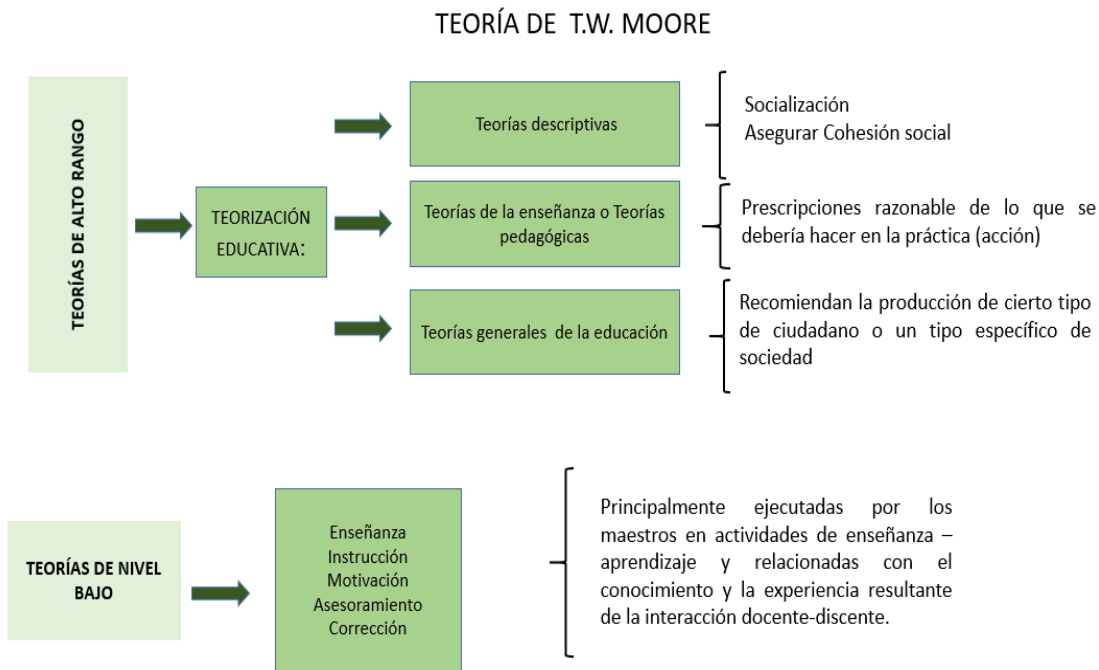 TEORÍA DE T.W. MOORE
TEORÍAS DE ALTO RANGO
TEORIZACIÓN
EDUCATIVA:
Teorías descriptivas
Socialización
Asegurar Cohesión social
Teorías de la enseñanza o Teorías
pedagógicas
Prescripciones razonable de lo que se
debería hacer en la práctica (acción)
Teorías generales de la educación
Recomiendan la producción de cierto tipo
de ciudadano o un tipo específico de
sociedad
TEORÍAS DE NIVEL
BAJO
Enseñanza
Instrucción
Motivación
Asesoramiento
Corrección
Principalmente ejecutadas por los
maestros en actividades de enseñanza –
aprendizaje y relacionadas con el
conocimiento y la experiencia resultante
de la interacción docente-discente.